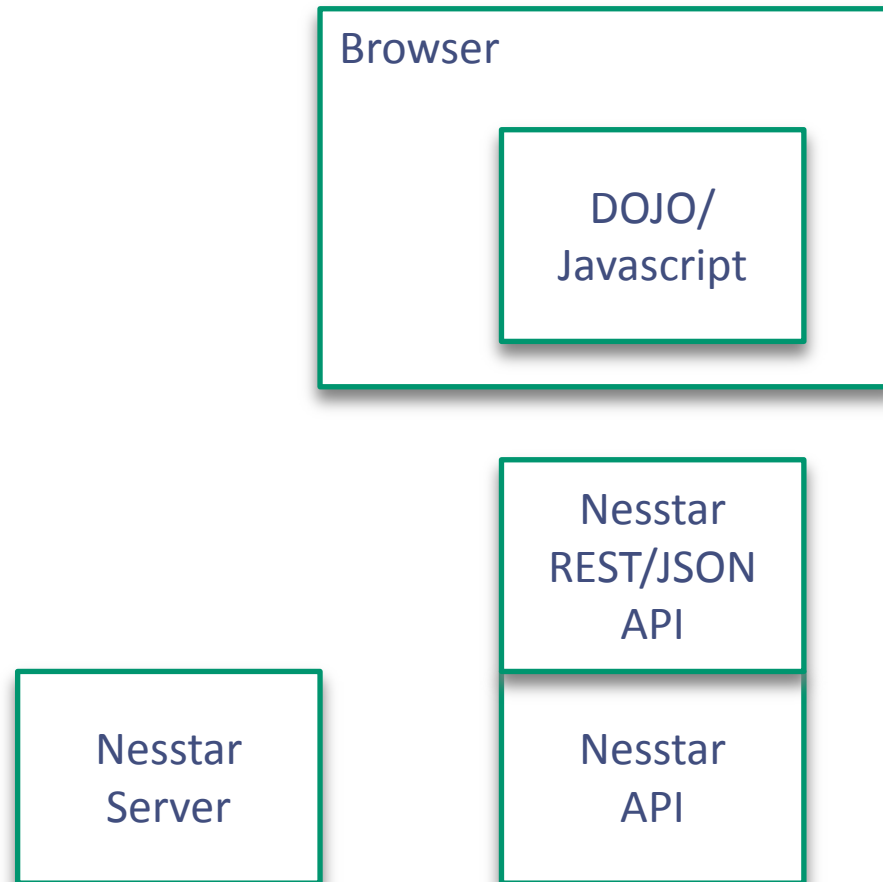 Browser
DOJO/
Javascript
Nesstar
REST/JSON
API
Nesstar
Server
Nesstar
API